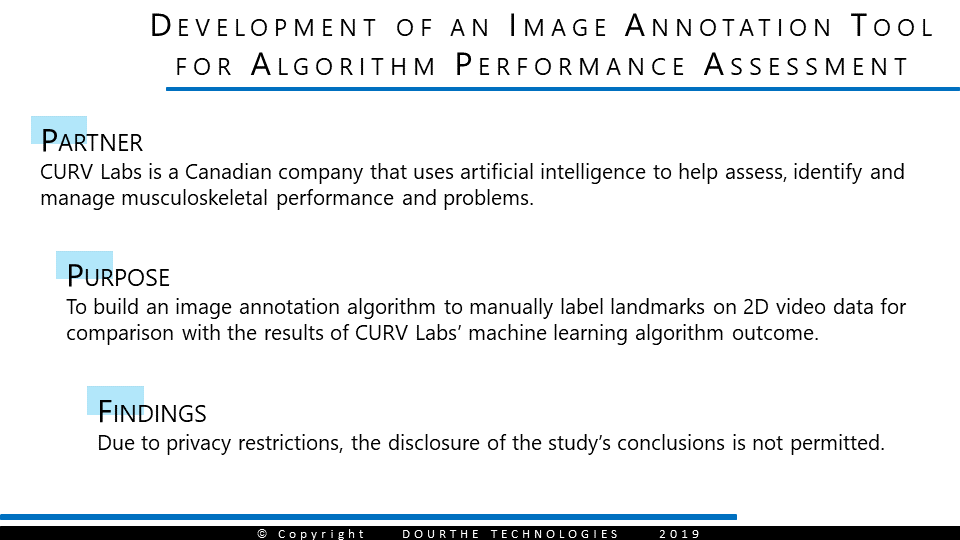 Development of an Image Annotation Tool
for Algorithm Performance Assessment
Partner
CURV Labs is a Canadian company that uses artificial intelligence to help assess, identify and
manage musculoskeletal performance and problems.
Purpose
To build an image annotation algorithm to manually label landmarks on 2D video data for
comparison with the results of CURV Labs’ machine learning algorithm outcome.
Findings
Due to privacy restrictions, the disclosure of the study’s conclusions is not permitted.
© Copyright DOURTHE TECHNOLOGIES 2019